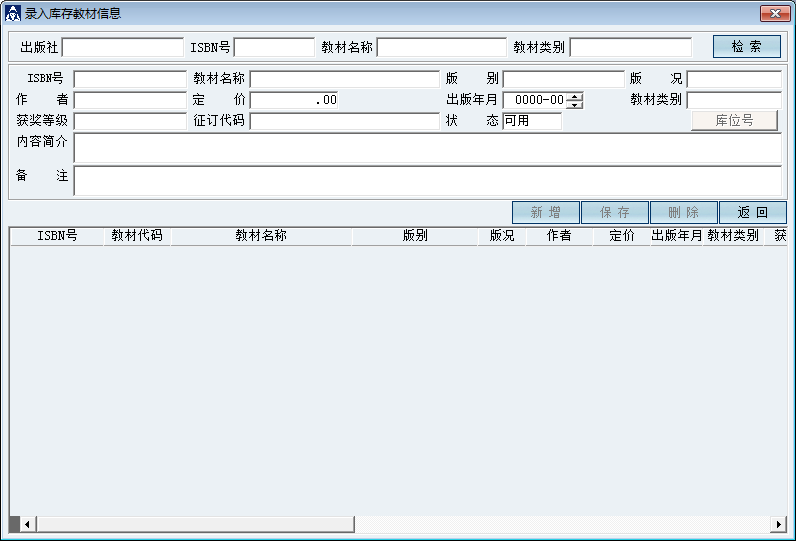 录入库存教材信息
出版社 ISBN号 教材名称 教材类别 检 索
ISBN号 教材名称 版 别 版 况
作 者 定 价 .00 出版年月 0000-00 教材类别
获奖等级 征订代码 状 态 可用 库位号
内容简介
备 注
新 增 保 存 删 除 返 回
ISBN号 教材代码 教材名称 版别 版况 作者 定价 出版年月 教材类别 获